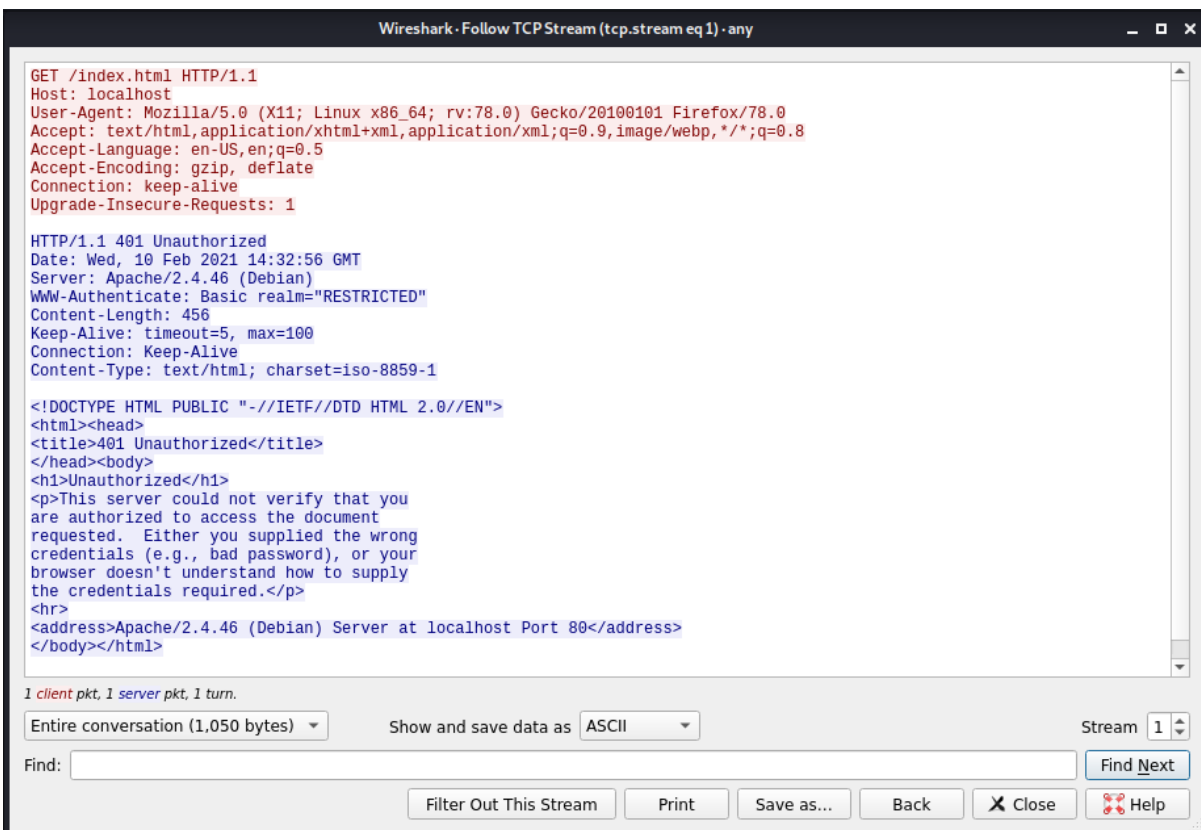 Wireshark · Follow TCP Stream (tcp.stream eq 1) · any
GET /index.html HTTP/1.1
Host: localhost
User-Agent: Mozilla/5.0 (X11; Linux x86_64; rv:78.0) Gecko/20100101 Firefox/78.0
Accept: text/html,application/xhtml+xml,application/xml;q=0.9,image/webp,*/*;q=0.8
Accept-Language: en-US,en;q=0.5
Accept-Encoding: gzip, deflate
Connection: keep-alive
Upgrade-Insecure-Requests: 1
HTTP/1.1 401 Unauthorized
Date: Wed, 10 Feb 2021 14:32:56 GMT
Server: Apache/2.4.46 (Debian)
WWW-Authenticate: Basic realm="RESTRICTED"
Content-Length: 456
Keep-Alive: timeout=5, max=100
Connection: Keep-Alive
Content-Type: text/html; charset=iso-8859-1
<!DOCTYPE HTML PUBLIC "-//IETF//DTD HTML 2.0//EN">
<html><head>
<title>401 Unauthorized</title>
</head><body>
<h1>Unauthorized</h1>
<p>This server could not verify that you
are authorized to access the document
requested.  Either you supplied the wrong
credentials (e.g., bad password), or your
browser doesn't understand how to supply
the credentials required.</p>
<hr>
<address>Apache/2.4.46 (Debian) Server at localhost Port 80</address>
</body></html>
1 client pkt, 1 server pkt, 1 turn.
Entire conversation (1,050 bytes) Show and save data as ASCII Stream 1
Find: Find Next
Filter Out This Stream Print Save as... Back Close Help